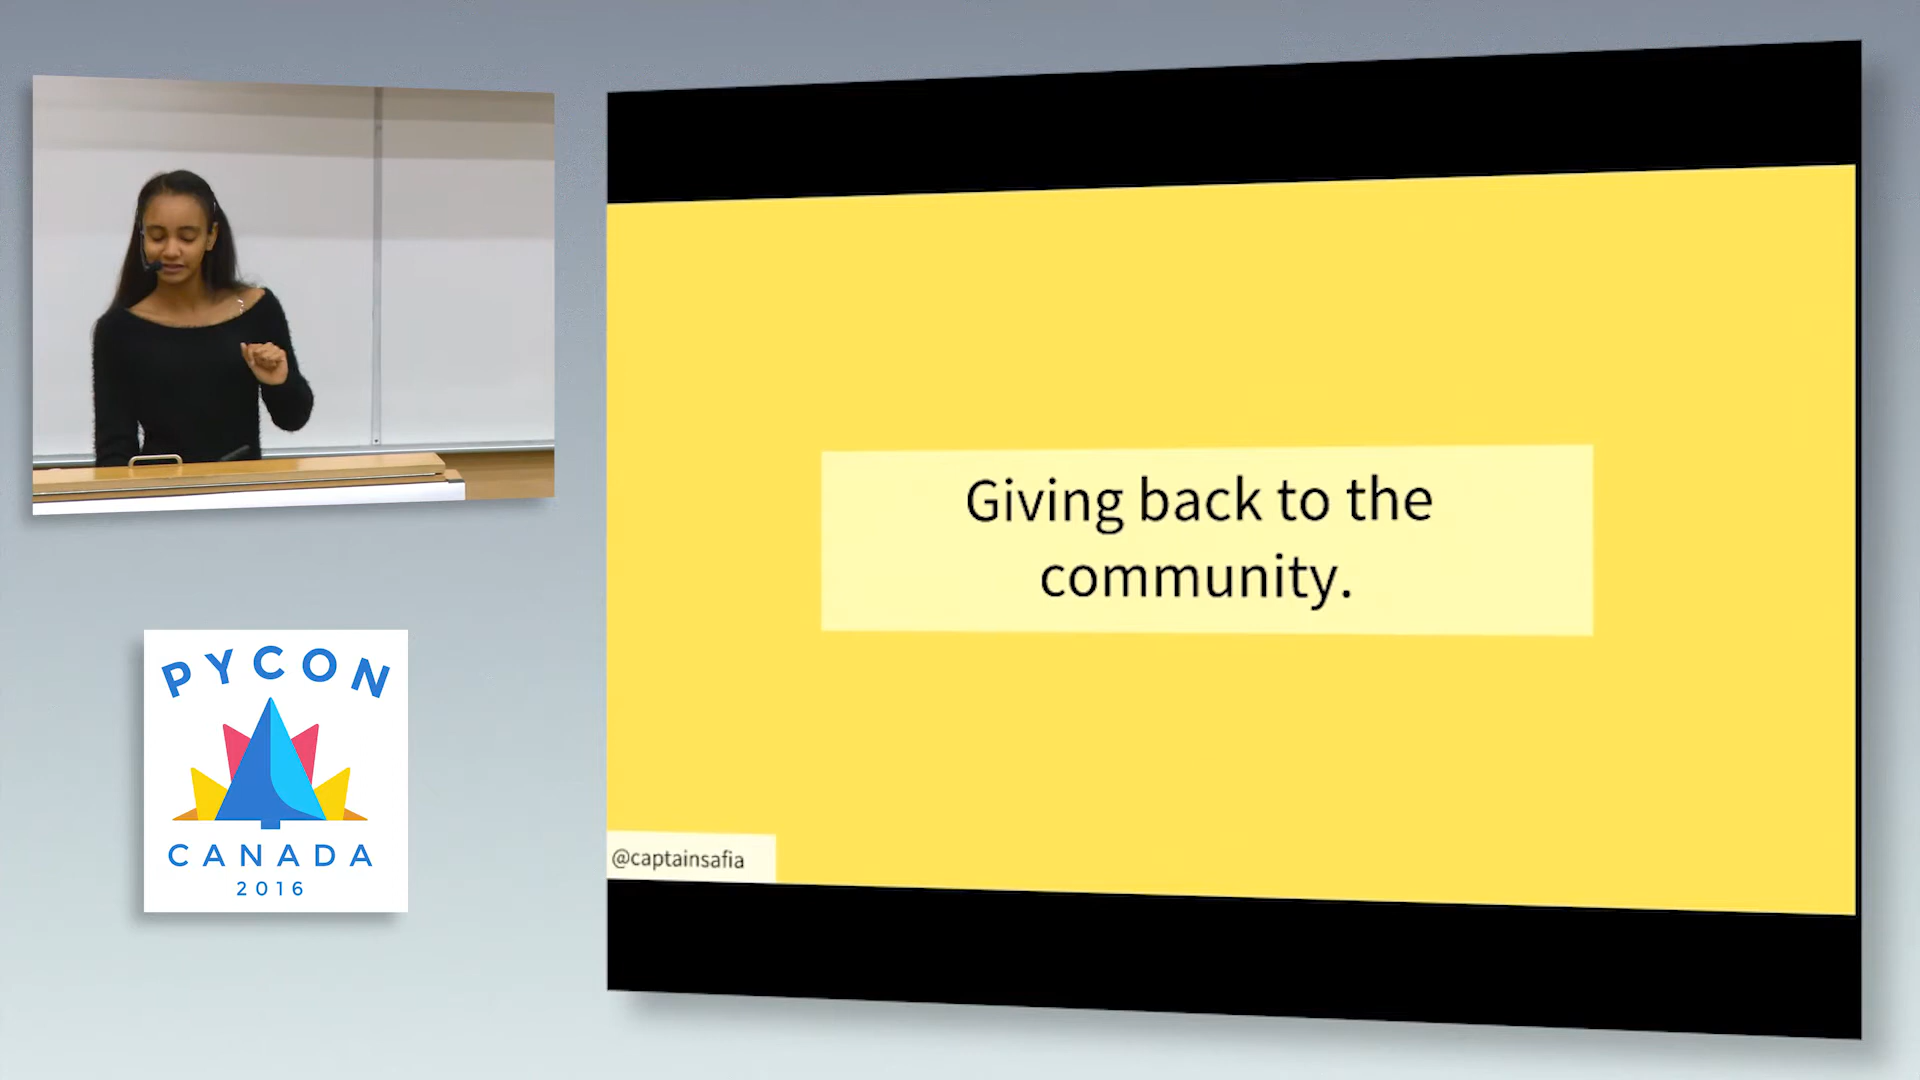 PYCON
CANADA
2016
Giving back to the
community.
@captainsafia